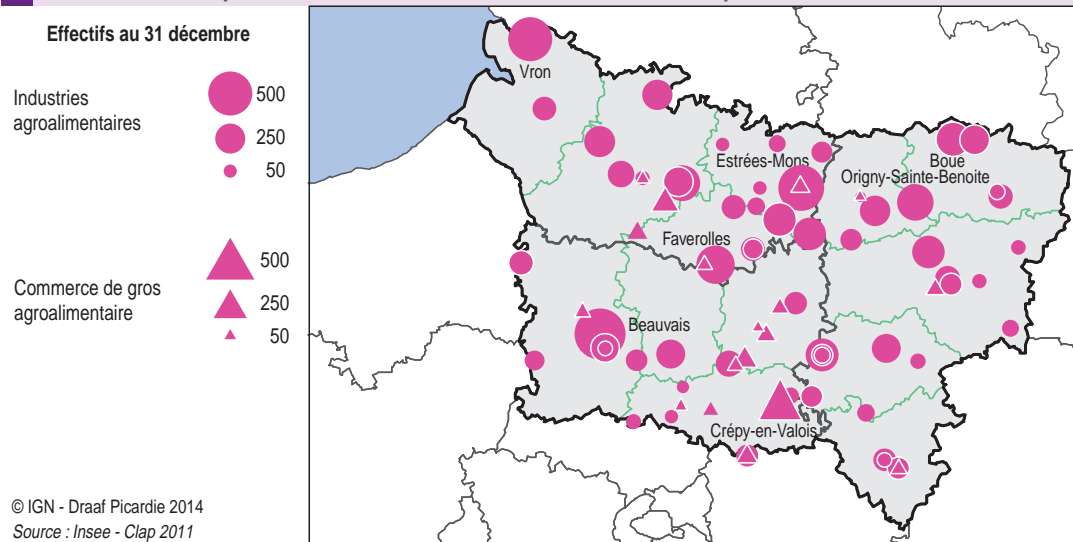 Effectifs au 31 décembre
Industries
agroalimentaires
500
250
50
Commerce de gros
agroalimentaire
500
250
50
Vron
Estrées-Mons
Boue
Origny-Sainte-Benoite
Faverolles
Beauvais
Crépy-en-Valois
© IGN - Draaf Picardie 2014
Source : Insee - Clap 2011